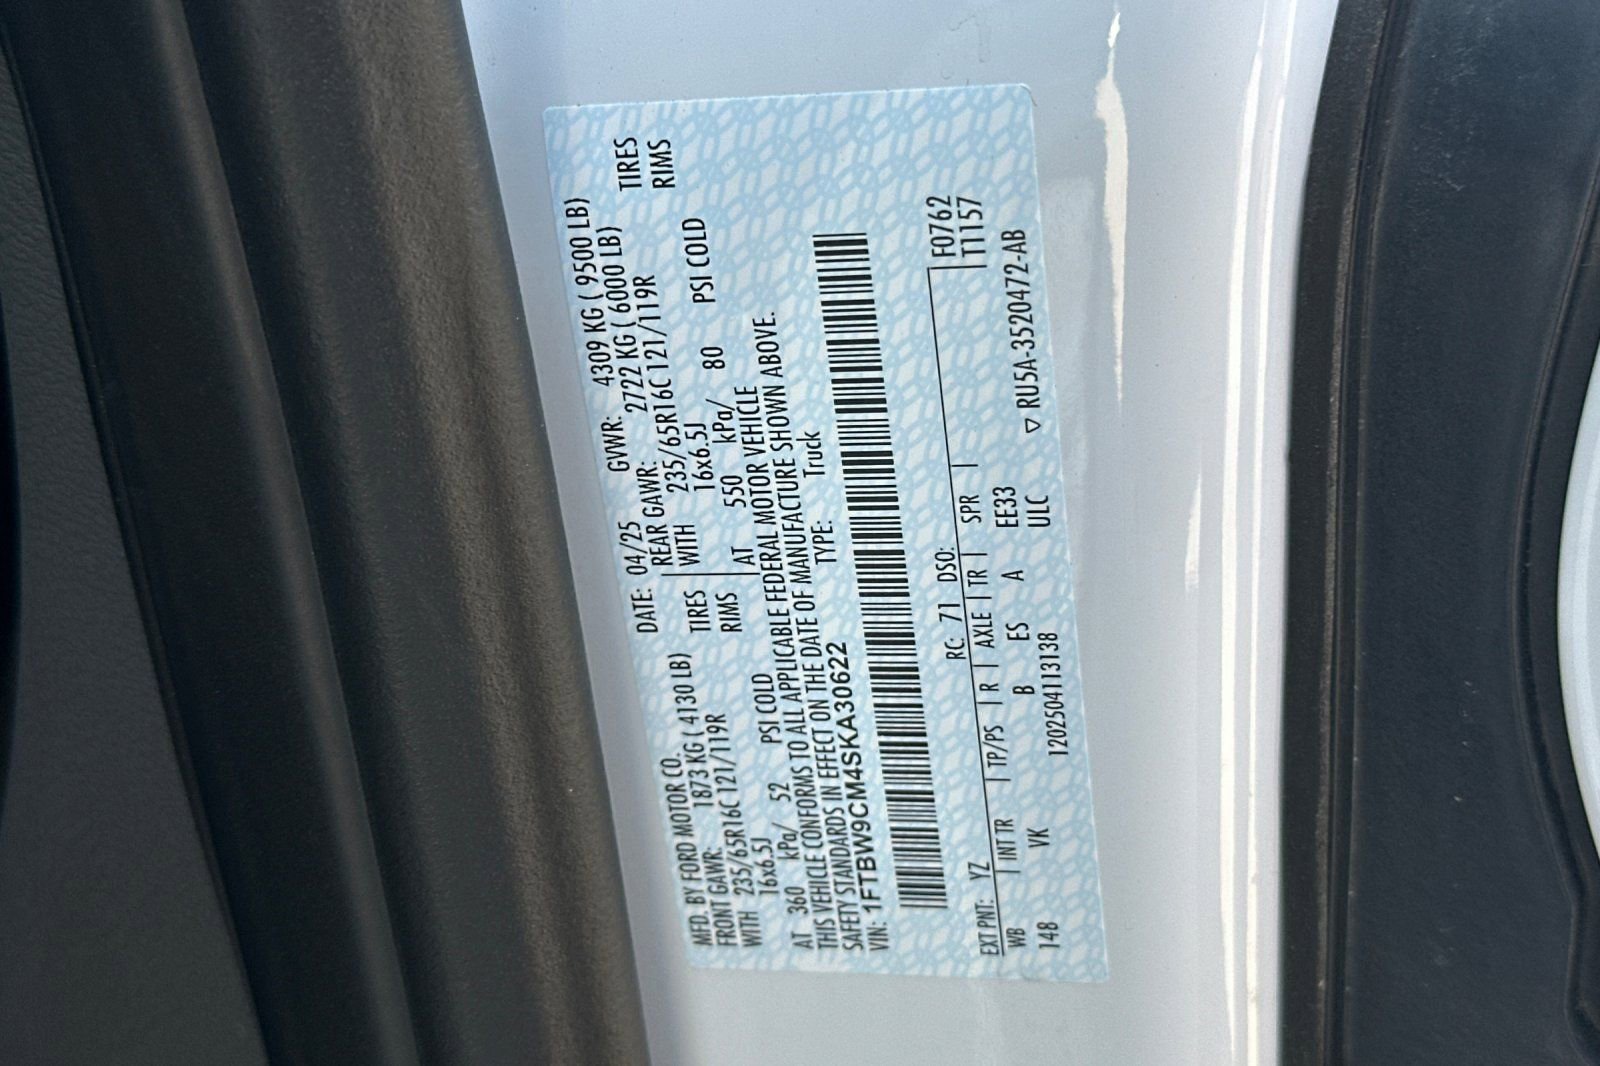 MFD. BY FORD MOTOR CO.
DATE: 04/25 GVWR: 4309 KG ( 9500 LB)
FRONT GAWR: 1873 KG ( 4130 LB)
REAR GAWR: 2722 KG ( 6000 LB)
WITH 235/65R16C 121/119R TIRES
WITH 235/65R16C 121/119R TIRES
16x6.5J RIMS
16x6.5J RIMS
AT 360 kPa/ 52 PSI COLD
AT 550 kPa/ 80 PSI COLD
THIS VEHICLE CONFORMS TO ALL APPLICABLE FEDERAL MOTOR VEHICLE
SAFETY STANDARDS IN EFFECT ON THE DATE OF MANUFACTURE SHOWN ABOVE.
VIN: 1FTBW9CM4SKA30622 TYPE: Truck
F0762
T1157
EXT PNT: YZ RC: 71 DSO:
WB INT TR TP/PS R AXLE TR SPR
148 VK B ES A EE33
ULC
1202504113138 ▽ RU5A-3520472-AB